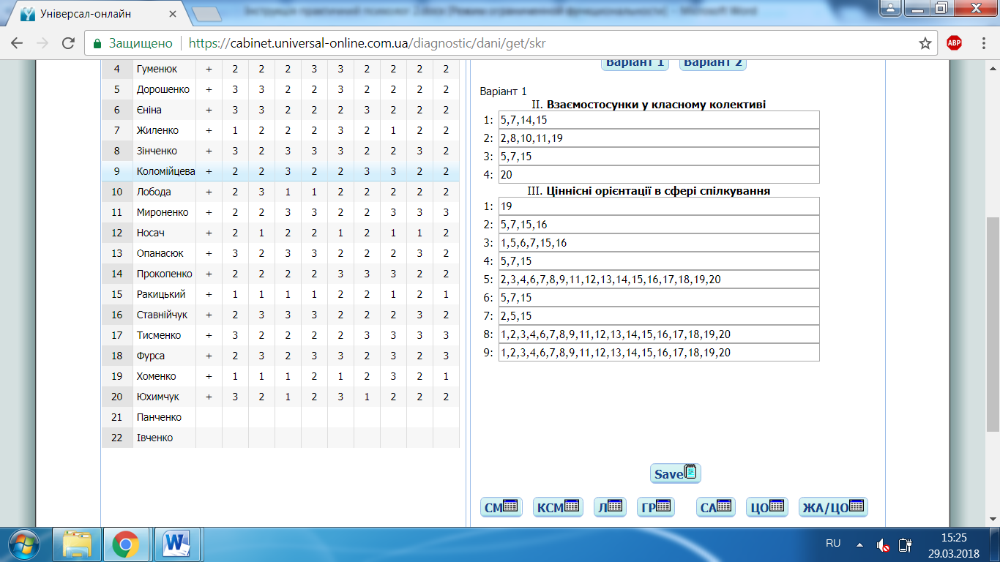 Універсал-онлайн
Інструкція практичний психолог 2.docx [Режим ограниченной функциональности] - Microsoft Word
Защищено https://cabinet.universal-online.com.ua/diagnostic/dani/get/skr
ABP
4 Гуменюк + 2 2 2 3 3 2 2 2 2
5 Дорошенко + 3 3 2 2 3 2 2 2 2
6 Єніна + 3 3 2 2 2 3 2 2 2
7 Жиленко + 1 2 2 2 3 2 1 2 2
8 Зінченко + 3 2 3 3 3 2 2 3 2
9 Коломійцева + 2 2 3 2 2 3 3 2 2
10 Лобода + 2 3 1 1 2 2 2 2 2
11 Мироненко + 2 2 3 3 2 2 3 3 3
12 Носач + 2 1 2 2 1 2 1 1 2
13 Опанасюк + 3 2 3 3 2 2 2 3 2
14 Прокопенко + 2 2 2 2 3 3 3 2 2
15 Ракицький + 1 1 1 1 2 2 1 2 1
16 Ставнійчук + 2 3 3 3 2 2 2 3 2
17 Тисменко + 3 2 2 2 2 3 3 3 3
18 Фурса + 2 3 2 3 3 2 3 2 3
19 Хоменко + 1 1 1 2 1 2 3 2 1
20 Юхимчук + 3 2 1 2 3 1 2 2 2
21 Панченко
22 Івченко
Варіант 1 Варіант 2
Варіант 1
II. Взаємостосунки у класному колективі
1: 5,7,14,15
2: 2,8,10,11,19
3: 5,7,15
4: 20
III. Ціннісні орієнтації в сфері спілкування
1: 19
2: 5,7,15,16
3: 1,5,6,7,15,16
4: 5,7,15
5: 2,3,4,6,7,8,9,11,12,13,14,15,16,17,18,19,20
6: 5,7,15
7: 2,5,15
8: 1,2,3,4,6,7,8,9,11,12,13,14,15,16,17,18,19,20
9: 1,2,3,4,6,7,8,9,11,12,13,14,15,16,17,18,19,20
Save
СМ КСМ Л ГР СА ЦО ЖА/ЦО
RU
15:25
29.03.2018